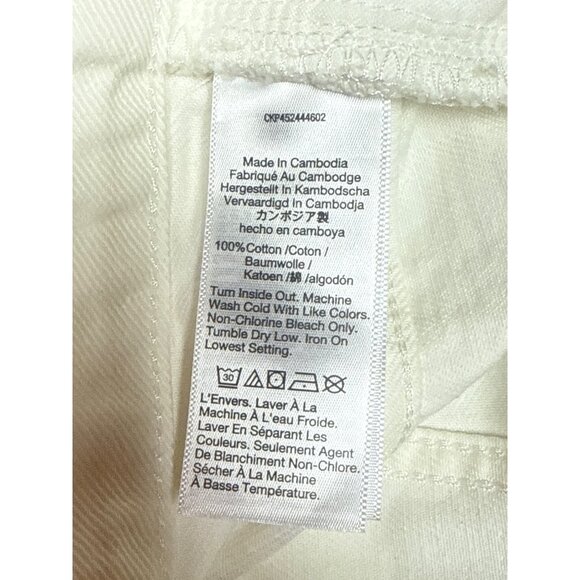 CKP452444602
Made In Cambodia
Fabriqué Au Cambodge
Hergestellt In Kambodscha
Vervaardigd In Cambodja
カンボジア製
hecho en camboya
100%Cotton /Coton/
Baumwolle/
Katoen/綿/algodón
Turn Inside Out. Machine
Wash Cold With Like Colors.
Non-Chlorine Bleach Only.
Tumble Dry Low. Iron On
Lowest Setting.
30
L'Envers. Laver À La
Machine À L'eau Froide.
Laver En Séparant Les
Couleurs. Seulement Agent
De Blanchiment Non-Chlore.
Sécher À La Machine
À Basse Température.